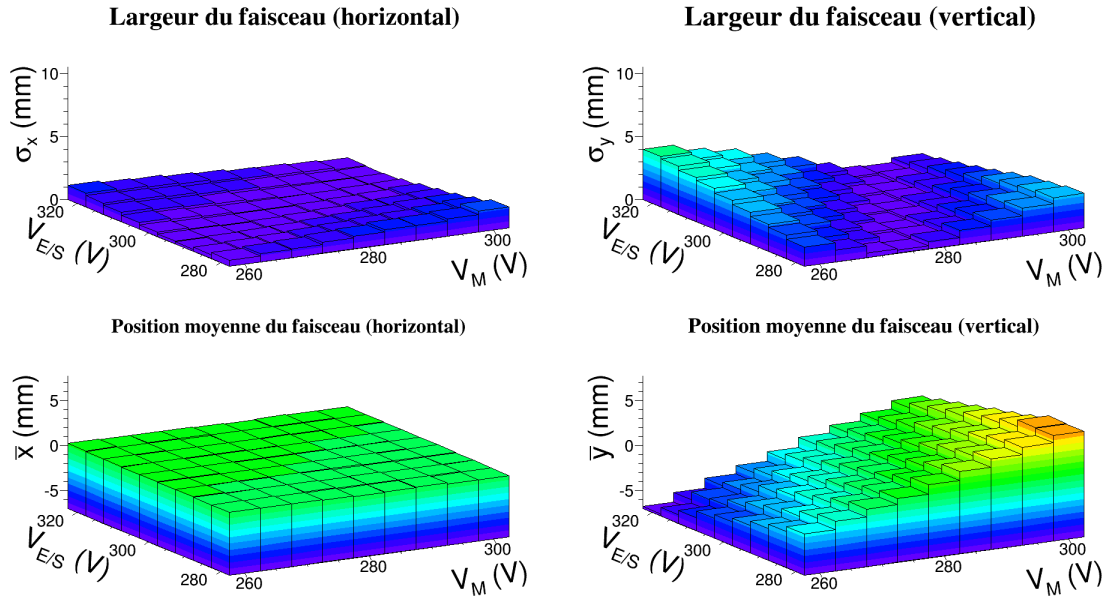 Largeur du faisceau (horizontal)
Largeur du faisceau (vertical)
10
5
0
σx (mm)
320
300
280
VE/S (V)
260
280
300
VM (V)
10
5
0
σy (mm)
320
300
280
VE/S (V)
260
280
300
VM (V)
Position moyenne du faisceau (horizontal)
Position moyenne du faisceau (vertical)
5
0
-5
x̅ (mm)
320
300
280
VE/S (V)
260
280
300
VM (V)
5
0
-5
y̅ (mm)
320
300
280
VE/S (V)
260
280
300
VM (V)